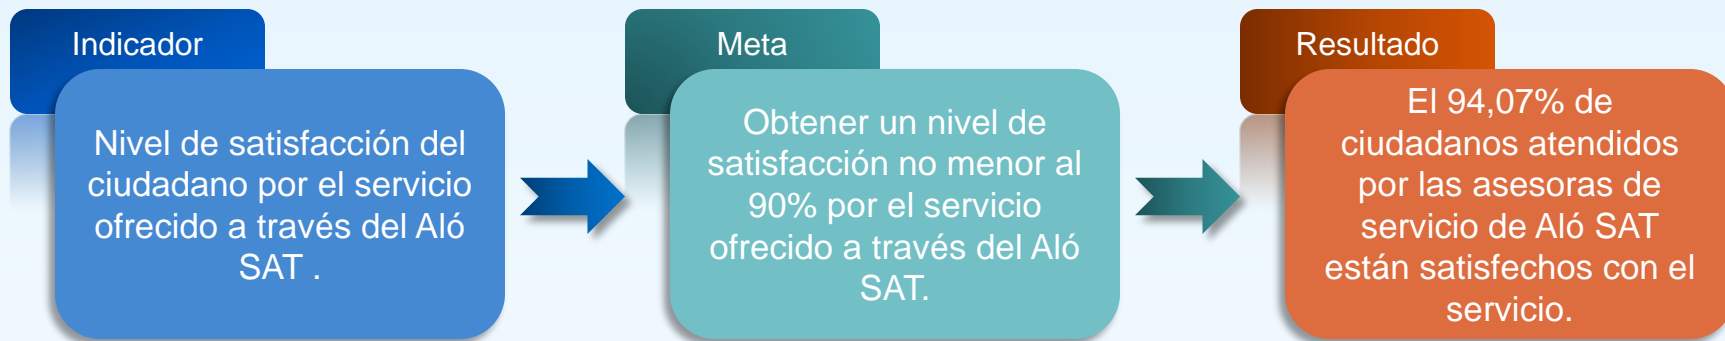 Indicador
Nivel de satisfacción del
ciudadano por el servicio
ofrecido a través del Aló
SAT .
Meta
Obtener un nivel de
satisfacción no menor al
90% por el servicio
ofrecido a través del Aló
SAT.
Resultado
El 94,07% de
ciudadanos atendidos
por las asesoras de
servicio de Aló SAT
están satisfechos con el
servicio.